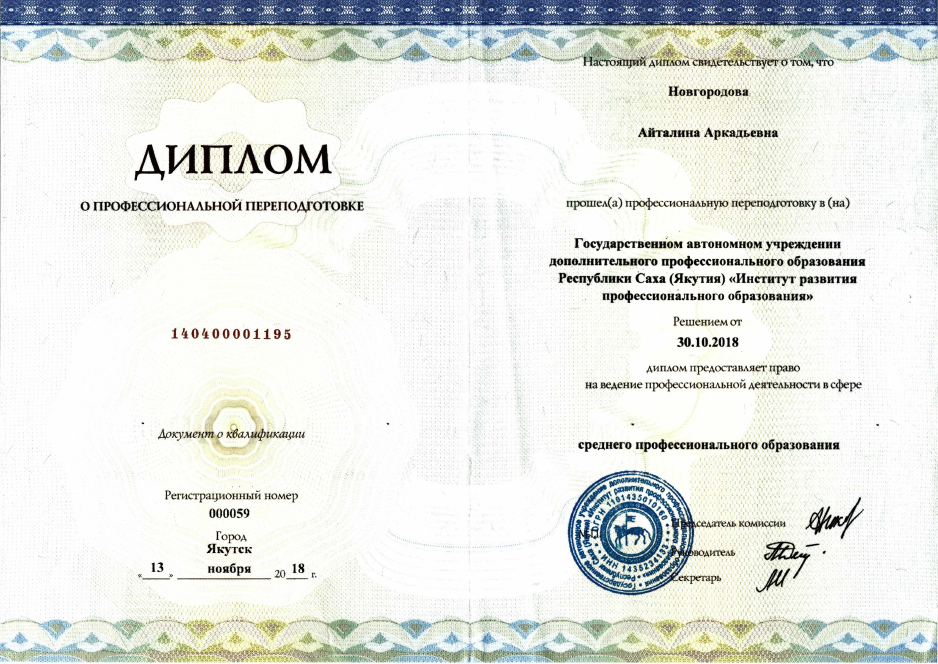 ДИПЛОМ
О ПРОФЕССИОНАЛЬНОЙ ПЕРЕПОДГОТОВКЕ
140400001195
Документ о квалификации
Регистрационный номер
000059
Город
Якутск
« 13 » ноября 20 18 г.
Настоящий диплом свидетельствует о том, что
Новгородова
Айталина Аркадьевна
прошел(а) профессиональную переподготовку в (на)
Государственном автономном учреждении
дополнительного профессионального образования
Республики Саха (Якутия) «Институт развития
профессионального образования»
Решением от
30.10.2018
диплом предоставляет право
на ведение профессиональной деятельности в сфере
среднего профессионального образования
Председатель комиссии
Руководитель
Секретарь
М.П.